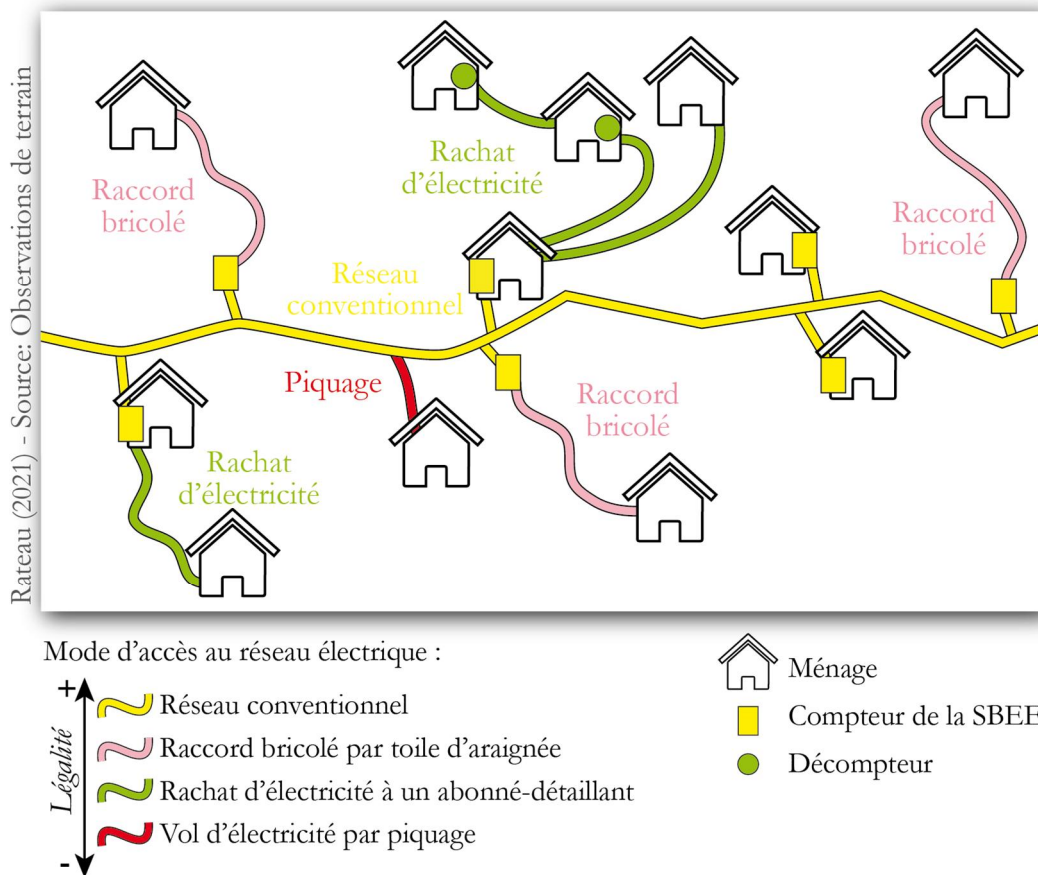 Rateau (2021) - Source: Observations de terrain
Raccord
bricolé
Rachat
d'électricité
Raccord
bricolé
Réseau
conventionnel
Piquage
Raccord
bricolé
Rachat
d'électricité
Mode d'accès au réseau électrique :
+
Légalité
-
Réseau conventionnel
Raccord bricolé par toile d'araignée
Rachat d'électricité à un abonné-détaillant
Vol d'électricité par piquage
Ménage
Compteur de la SBEE
Décompteur